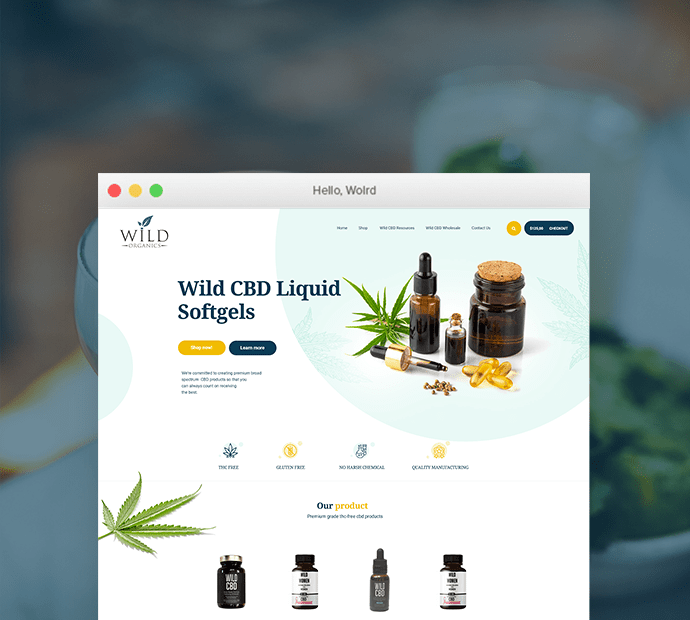 Hello, Wolrd
WILD
ORGANICS
Home Shop Wild CBD Resources Wild CBD Wholesale Contact Us
$125,00 CHECKOUT
Wild CBD Liquid
Softgels
Shop now! Learn more
We're committed to creating premium broad
spectrum CBD products so that you
can always count on receiving
the best.
THC FREE GLUTEN FREE NO HARSH CHEMICAL QUALITY MANUFACTURING
Our product
Premium grade thc-free cbd products
WILD
CBD
WILD
WOMEN
CBD
WILD
CBD
WILD
WOMEN
CBD